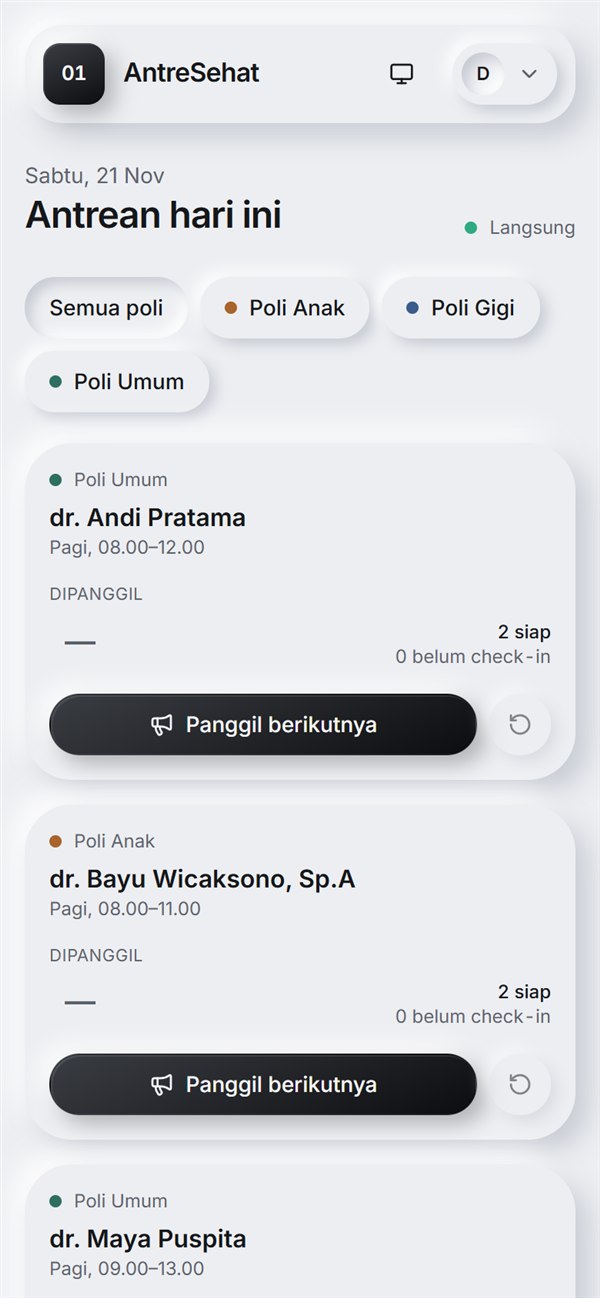 01
AntreSehat
D
Sabtu, 21 Nov
Antrean hari ini
Langsung
Semua poli
Poli Anak
Poli Gigi
Poli Umum
Poli Umum
dr. Andi Pratama
Pagi, 08.00–12.00
DIPANGGIL
—
2 siap
0 belum check-in
Panggil berikutnya
Poli Anak
dr. Bayu Wicaksono, Sp.A
Pagi, 08.00–11.00
DIPANGGIL
—
2 siap
0 belum check-in
Panggil berikutnya
Poli Umum
dr. Maya Puspita
Pagi, 09.00–13.00